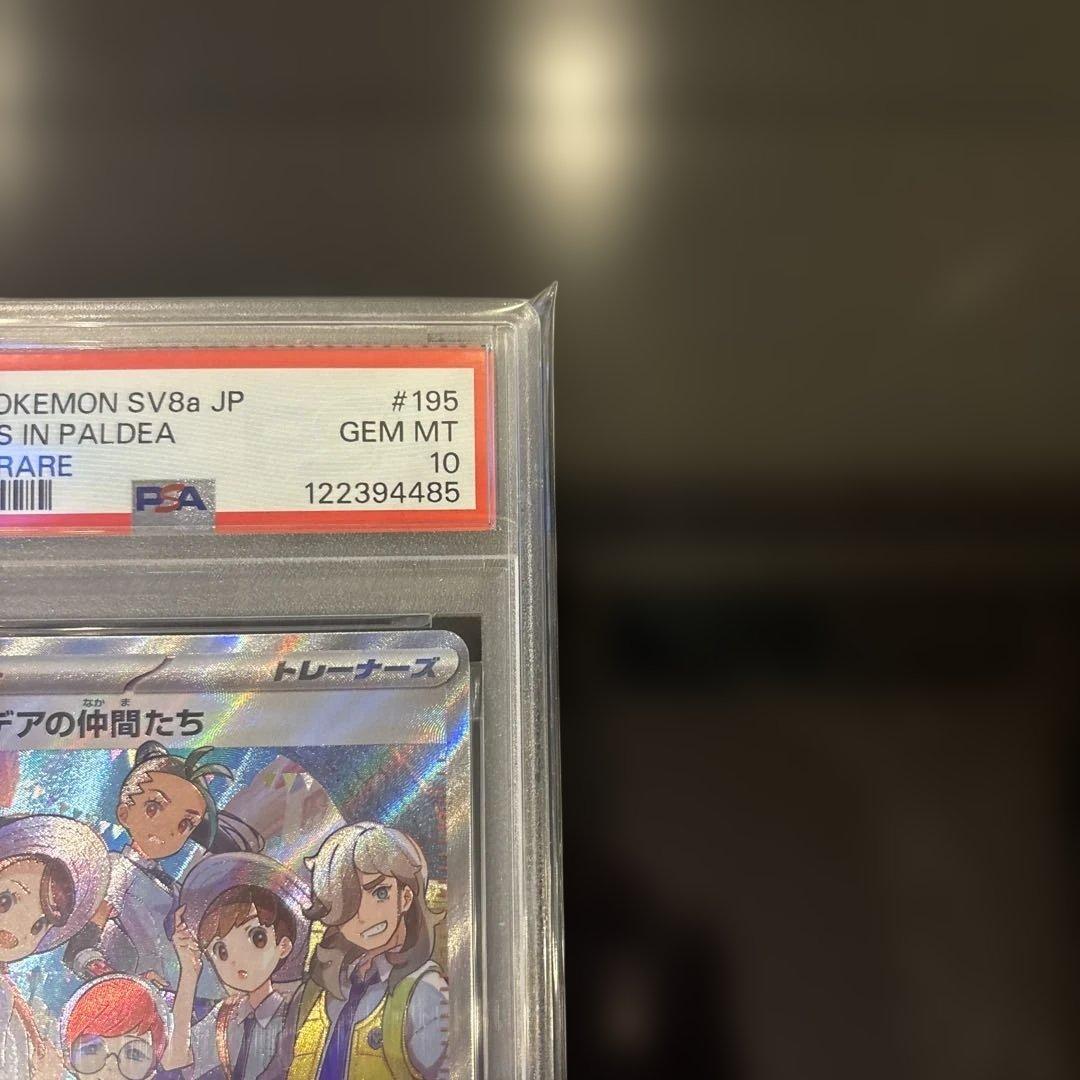 OKEMON SV8a JP #195
S IN PALDEA GEM MT
RARE 10
PSA 122394485
トレーナーズ
なかま
デアの仲間たち